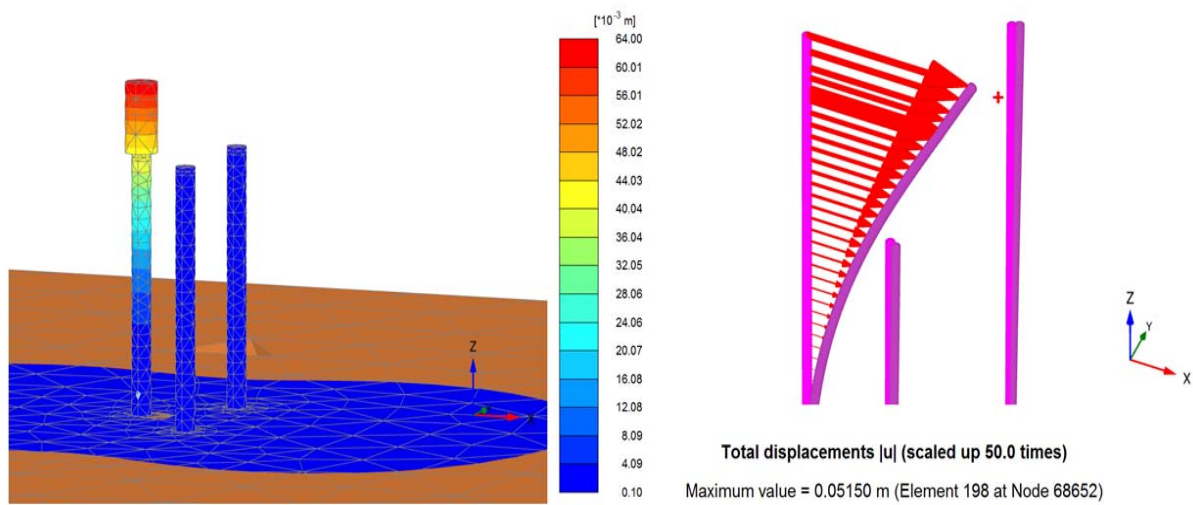 [*10⁻³ m]
64.00
60.01
56.01
52.02
48.02
44.03
40.04
36.04
32.05
28.06
24.06
20.07
16.08
12.08
8.09
4.09
0.10
Z
X
Z
Y
X
Total displacements |u| (scaled up 50.0 times)
Maximum value = 0.05150 m (Element 198 at Node 68652)